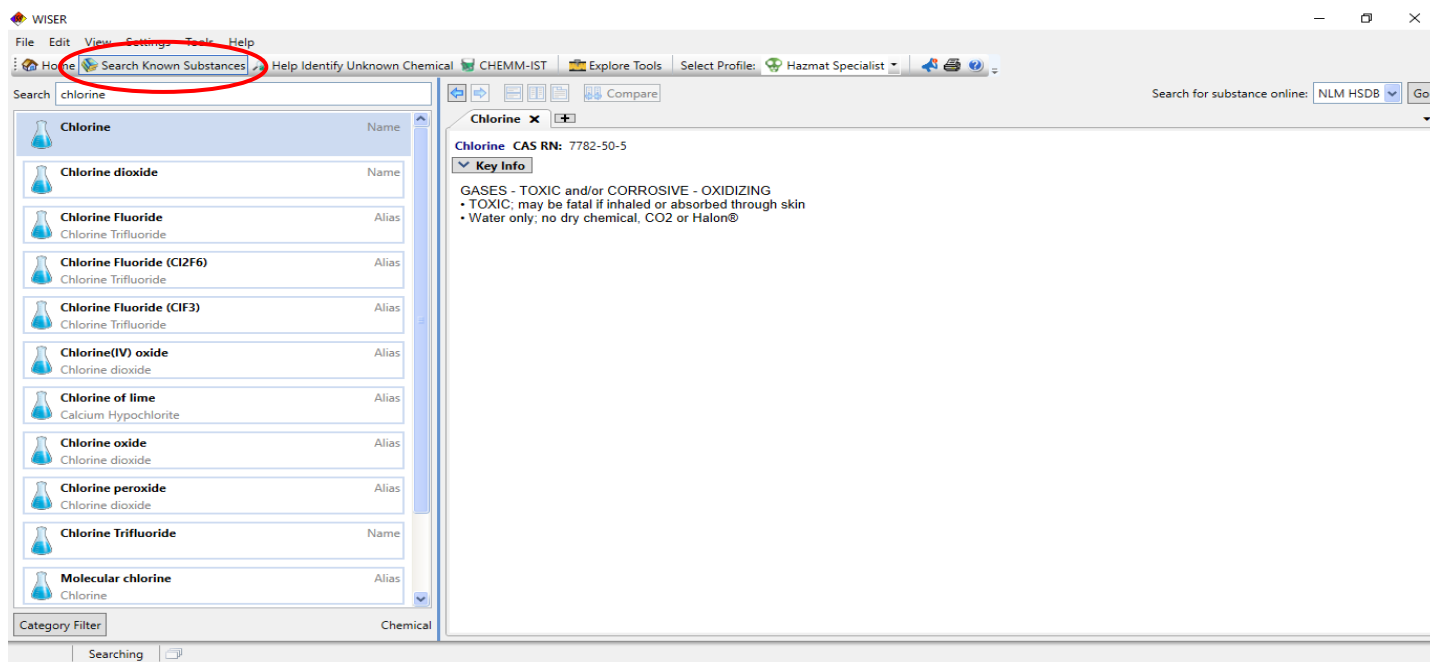 WISER
File Edit View Settings Tools Help
Home Search Known Substances Help Identify Unknown Chemical CHEMM-IST Explore Tools Select Profile: Hazmat Specialist
Search chlorine
Compare
Search for substance online: NLM HSDB Go
Chlorine Name
Chlorine dioxide Name
Chlorine Fluoride Alias
Chlorine Trifluoride
Chlorine Fluoride (Cl2F6) Alias
Chlorine Trifluoride
Chlorine Fluoride (ClF3) Alias
Chlorine Trifluoride
Chlorine(IV) oxide Alias
Chlorine dioxide
Chlorine of lime Alias
Calcium Hypochlorite
Chlorine oxide Alias
Chlorine dioxide
Chlorine peroxide Alias
Chlorine dioxide
Chlorine Trifluoride Name
Molecular chlorine Alias
Chlorine
Category Filter Chemical
Chlorine
Chlorine CAS RN: 7782-50-5
Key Info
GASES - TOXIC and/or CORROSIVE - OXIDIZING
• TOXIC; may be fatal if inhaled or absorbed through skin
• Water only; no dry chemical, CO2 or Halon®
Searching